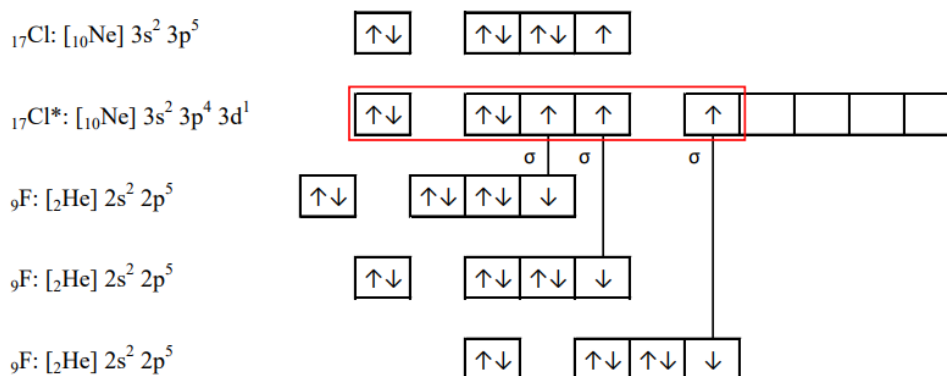 ₁₇Cl: [₁₀Ne] 3s² 3p⁵ ↑↓ ↑↓ ↑↓ ↑
₁₇Cl*: [₁₀Ne] 3s² 3p⁴ 3d¹ ↑↓ ↑↓ ↑ ↑ ↑
σ σ σ
₉F: [₂He] 2s² 2p⁵ ↑↓ ↑↓ ↑↓ ↓
₉F: [₂He] 2s² 2p⁵ ↑↓ ↑↓ ↑↓ ↓
₉F: [₂He] 2s² 2p⁵ ↑↓ ↑↓ ↑↓ ↓